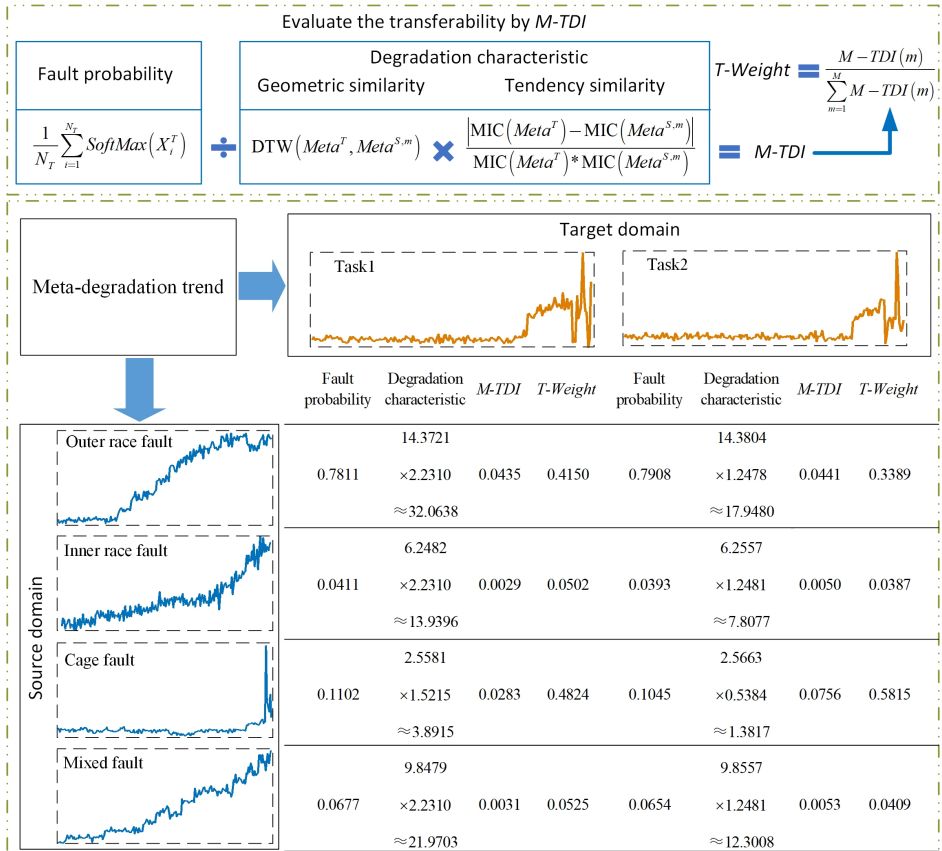 Evaluate the transferability by M-TDI
Fault probability
Degradation characteristic
Geometric similarity Tendency similarity
T-Weight = M − TDI(m) / ∑_{m=1}^{M} M − TDI(m)
1/N_T ∑_{i=1}^{N_T} SoftMax(X_i^T) ÷ DTW(Meta^T, Meta^{S,m}) × |MIC(Meta^T) − MIC(Meta^{S,m})| / MIC(Meta^T) * MIC(Meta^{S,m}) = M-TDI
Meta-degradation trend
Target domain
Task1 Task2
Fault probability Degradation characteristic M-TDI T-Weight Fault probability Degradation characteristic M-TDI T-Weight
Source domain
Outer race fault
14.3721 14.3804
0.7811 ×2.2310 0.0435 0.4150 0.7908 ×1.2478 0.0441 0.3389
≈32.0638 ≈17.9480
Inner race fault
6.2482 6.2557
0.0411 ×2.2310 0.0029 0.0502 0.0393 ×1.2481 0.0050 0.0387
≈13.9396 ≈7.8077
Cage fault
2.5581 2.5663
0.1102 ×1.5215 0.0283 0.4824 0.1045 ×0.5384 0.0756 0.5815
≈3.8915 ≈1.3817
Mixed fault
9.8479 9.8557
0.0677 ×2.2310 0.0031 0.0525 0.0654 ×1.2481 0.0053 0.0409
≈21.9703 ≈12.3008